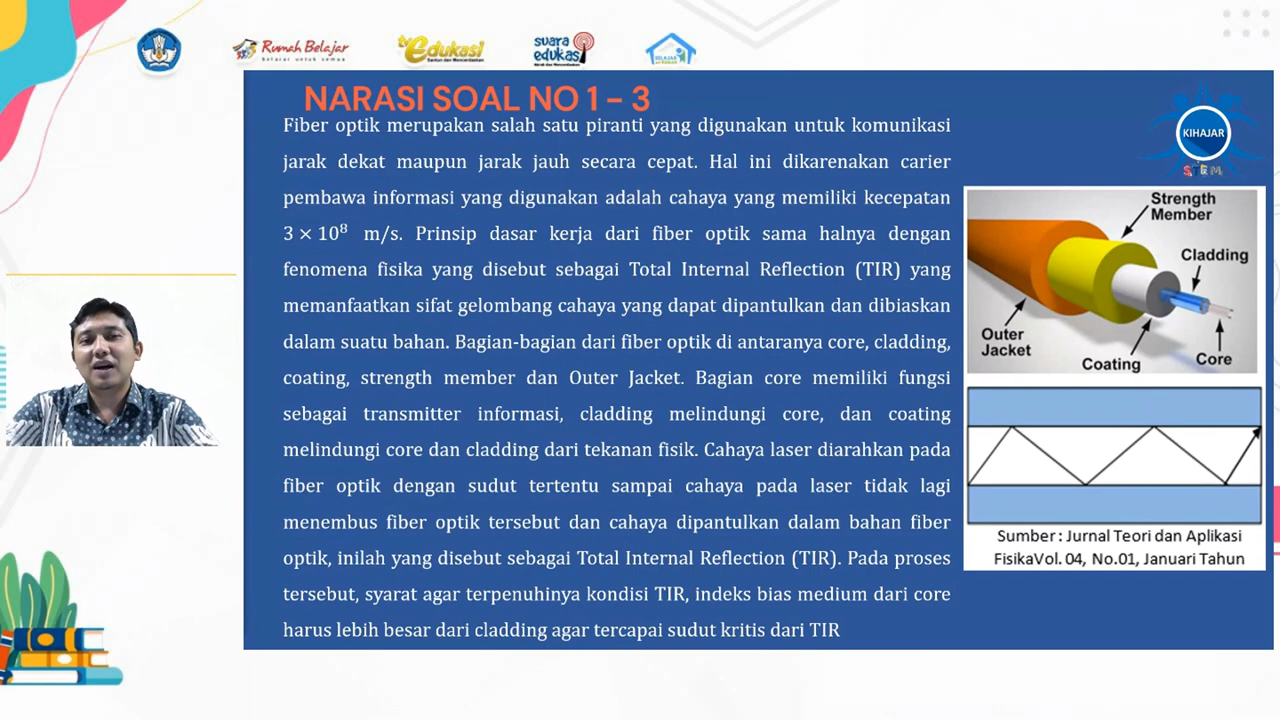 Rumah Belajar
Belajar untuk semua
tv Edukasi
Santun dan Mencerdaskan
suara
edukasi
BELAJAR
NARASI SOAL NO 1 – 3
Fiber optik merupakan salah satu piranti yang digunakan untuk komunikasi
jarak dekat maupun jarak jauh secara cepat. Hal ini dikarenakan carier
pembawa informasi yang digunakan adalah cahaya yang memiliki kecepatan
3 × 10⁸ m/s. Prinsip dasar kerja dari fiber optik sama halnya dengan
fenomena fisika yang disebut sebagai Total Internal Reflection (TIR) yang
memanfaatkan sifat gelombang cahaya yang dapat dipantulkan dan dibiaskan
dalam suatu bahan. Bagian-bagian dari fiber optik di antaranya core, cladding,
coating, strength member dan Outer Jacket. Bagian core memiliki fungsi
sebagai transmitter informasi, cladding melindungi core, dan coating
melindungi core dan cladding dari tekanan fisik. Cahaya laser diarahkan pada
fiber optik dengan sudut tertentu sampai cahaya pada laser tidak lagi
menembus fiber optik tersebut dan cahaya dipantulkan dalam bahan fiber
optik, inilah yang disebut sebagai Total Internal Reflection (TIR). Pada proses
tersebut, syarat agar terpenuhinya kondisi TIR, indeks bias medium dari core
harus lebih besar dari cladding agar tercapai sudut kritis dari TIR
KIHAJAR
STEM
Strength
Member
Cladding
Outer
Jacket
Coating
Core
Sumber : Jurnal Teori dan Aplikasi
FisikaVol. 04, No.01, Januari Tahun